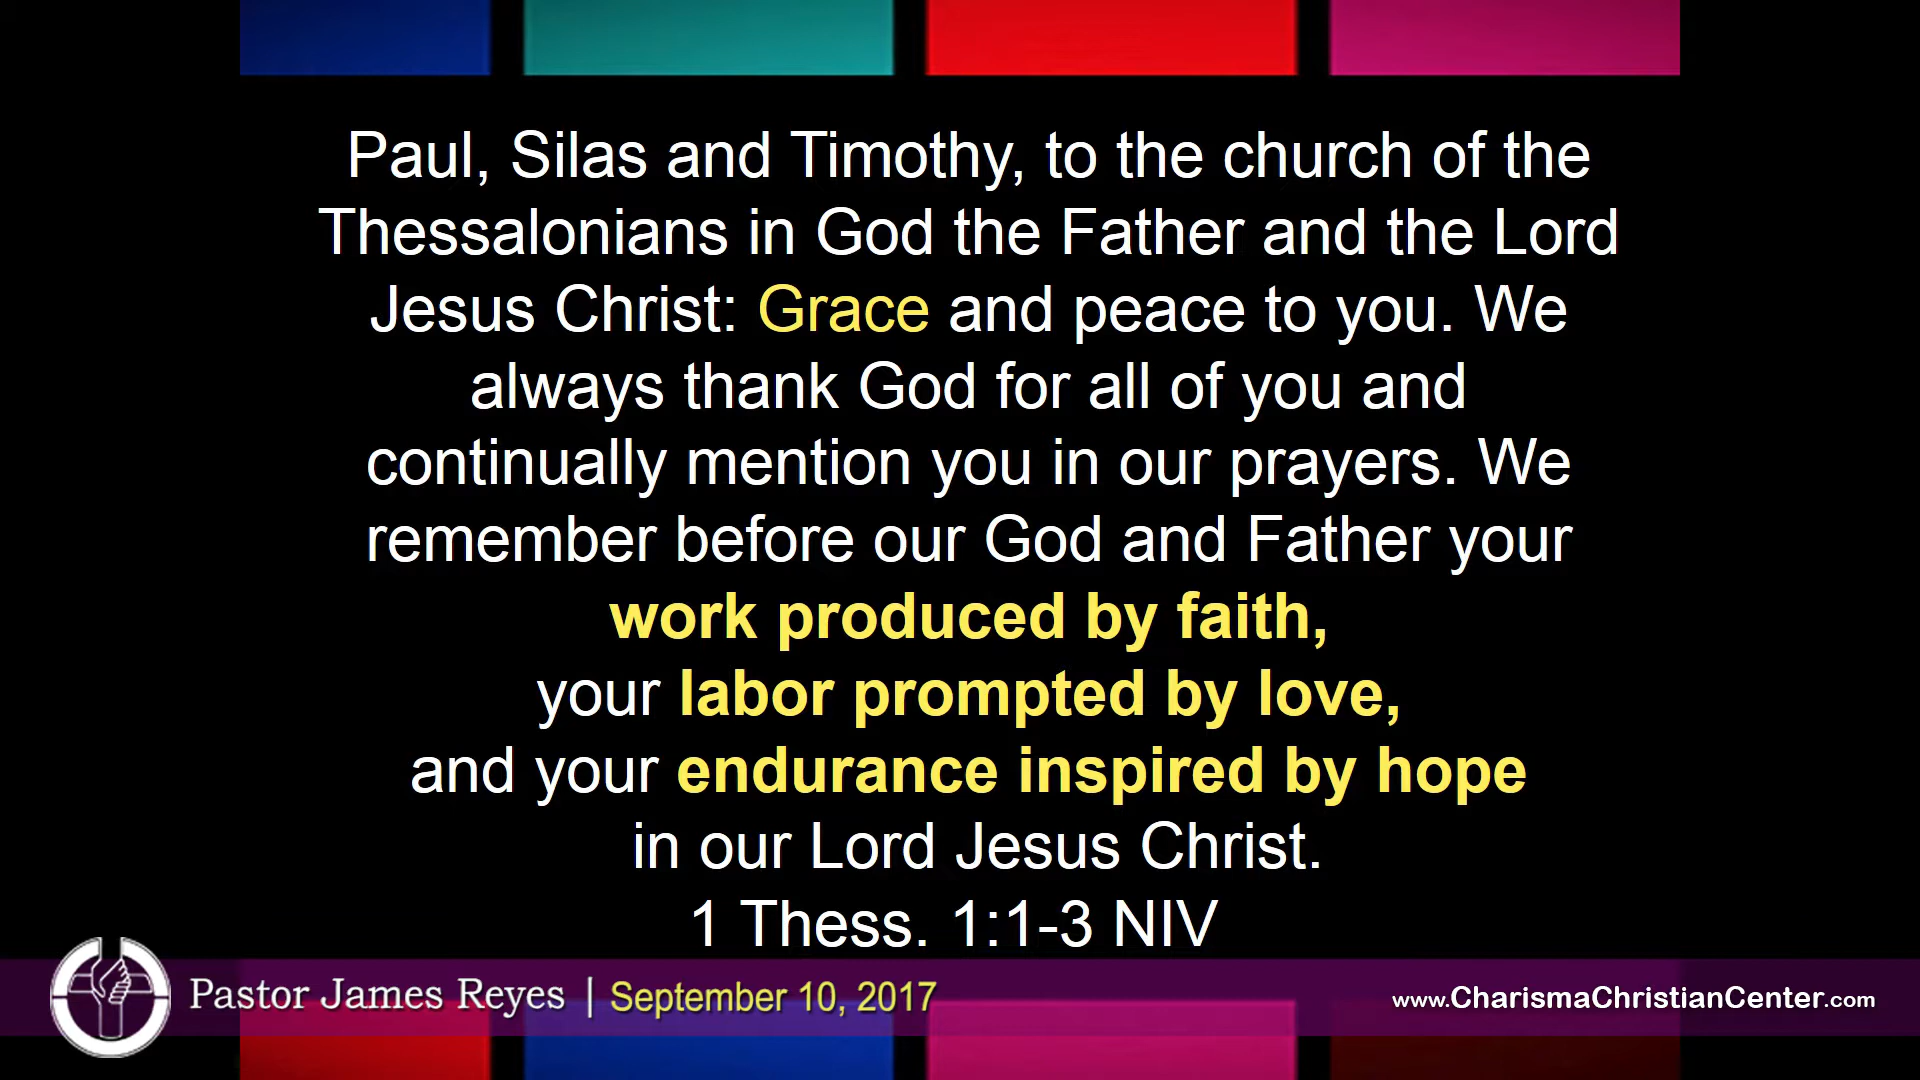 Paul, Silas and Timothy, to the church of the
Thessalonians in God the Father and the Lord
Jesus Christ: Grace and peace to you. We
always thank God for all of you and
continually mention you in our prayers. We
remember before our God and Father your
work produced by faith,
your labor prompted by love,
and your endurance inspired by hope
in our Lord Jesus Christ.
1 Thess. 1:1-3 NIV
Pastor James Reyes | September 10, 2017
www.CharismaChristianCenter.com